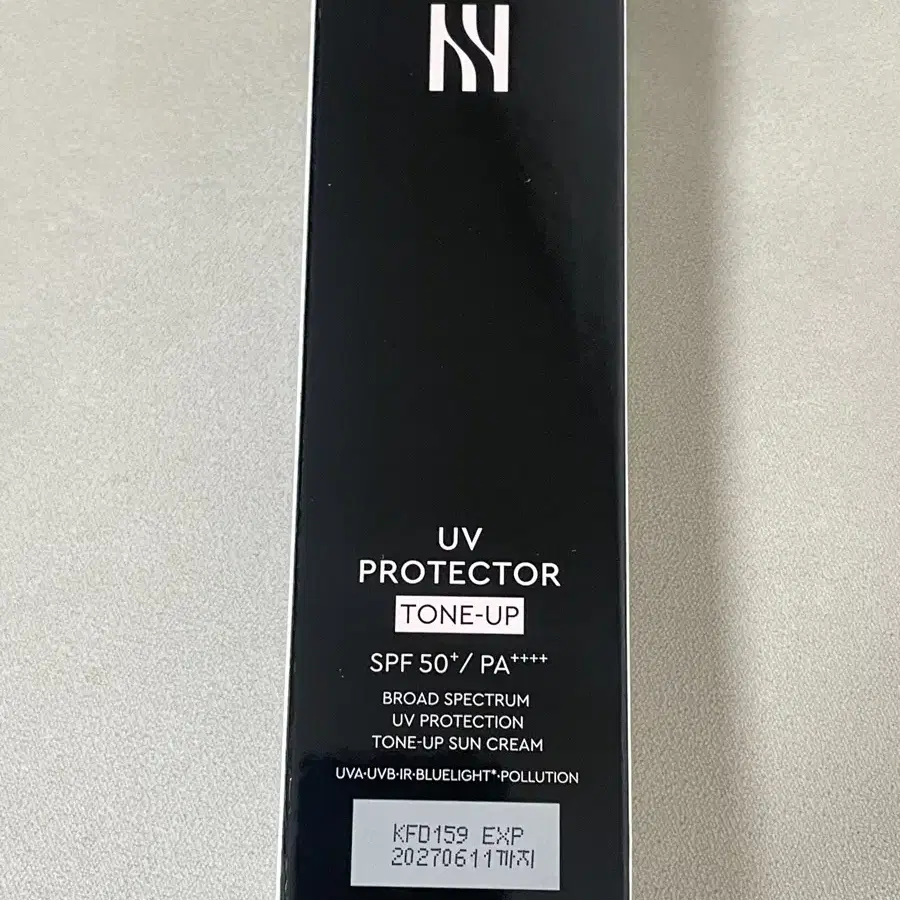 UV
PROTECTOR
TONE-UP
SPF 50+/ PA++++
BROAD SPECTRUM
UV PROTECTION
TONE-UP SUN CREAM
UVA·UVB·IR·BLUELIGHT*·POLLUTION
KFD159 EXP
20270611까지